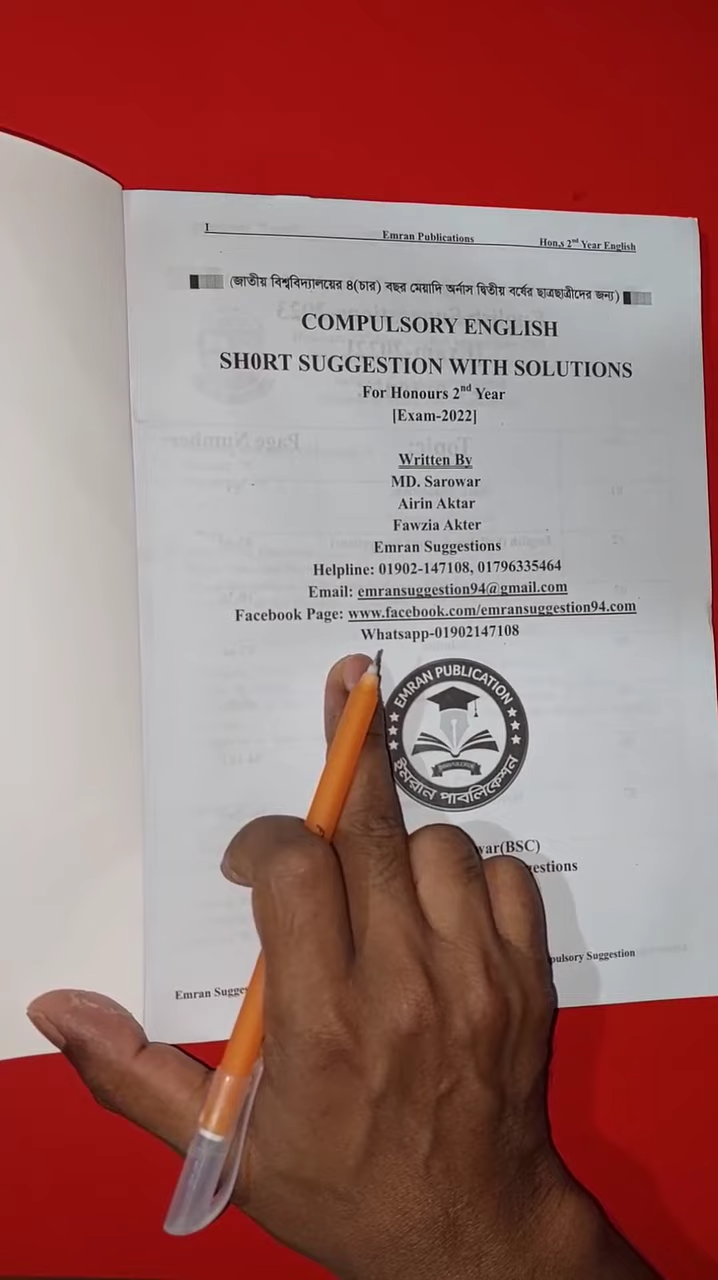 I Emran Publications Hon,s 2nd Year English
(জাতীয় বিশ্ববিদ্যালয়ের ৪(চার) বছর মেয়াদি অর্নাস দ্বিতীয় বর্ষের ছাত্রছাত্রীদের জন্য)
COMPULSORY ENGLISH
SH0RT SUGGESTION WITH SOLUTIONS
For Honours 2nd Year
[Exam-2022]
Written By
MD. Sarowar
Airin Aktar
Fawzia Akter
Emran Suggestions
Helpline: 01902-147108, 01796335464
Email: emransuggestion94@gmail.com
Facebook Page: www.facebook.com/emransuggestion94.com
Whatsapp-01902147108
EMRAN PUBLICATION
ইমরান পাবলিকেশন
war(BSC)
estions
Emran Sugge pulsory Suggestion